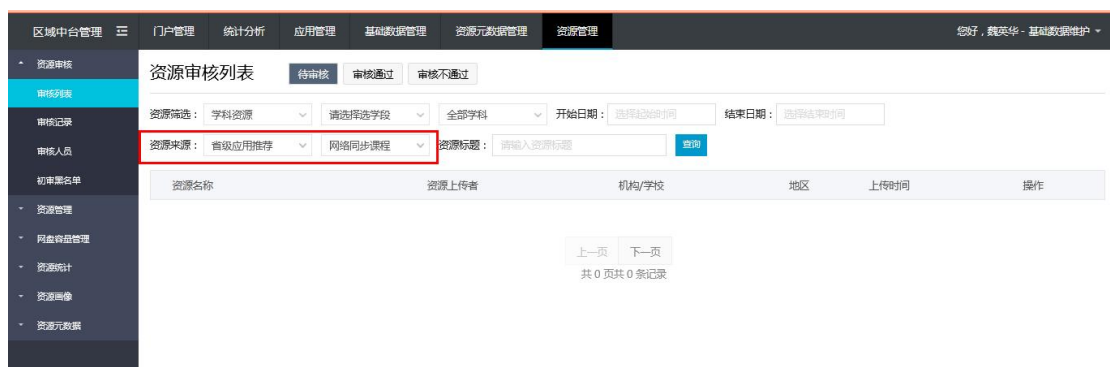 区域中台管理 门户管理 统计分析 应用管理 基础数据管理 资源元数据管理 资源管理 您好，魏英华 - 基础数据维护
资源审核
审核列表
审核记录
审核人员
初审黑名单
资源管理
网盘容量管理
资源统计
资源画像
资源元数据
资源审核列表 待审核 审核通过 审核不通过
资源筛选： 学科资源 请选择选学段 全部学科 开始日期： 选择起始时间 结束日期： 选择结束时间
资源来源： 首级应用推荐 网络同步课程 资源标题： 请输入资源标题 查询
资源名称 资源上传者 机构/学校 地区 上传时间 操作
上一页 下一页
共 0 页共 0 条记录